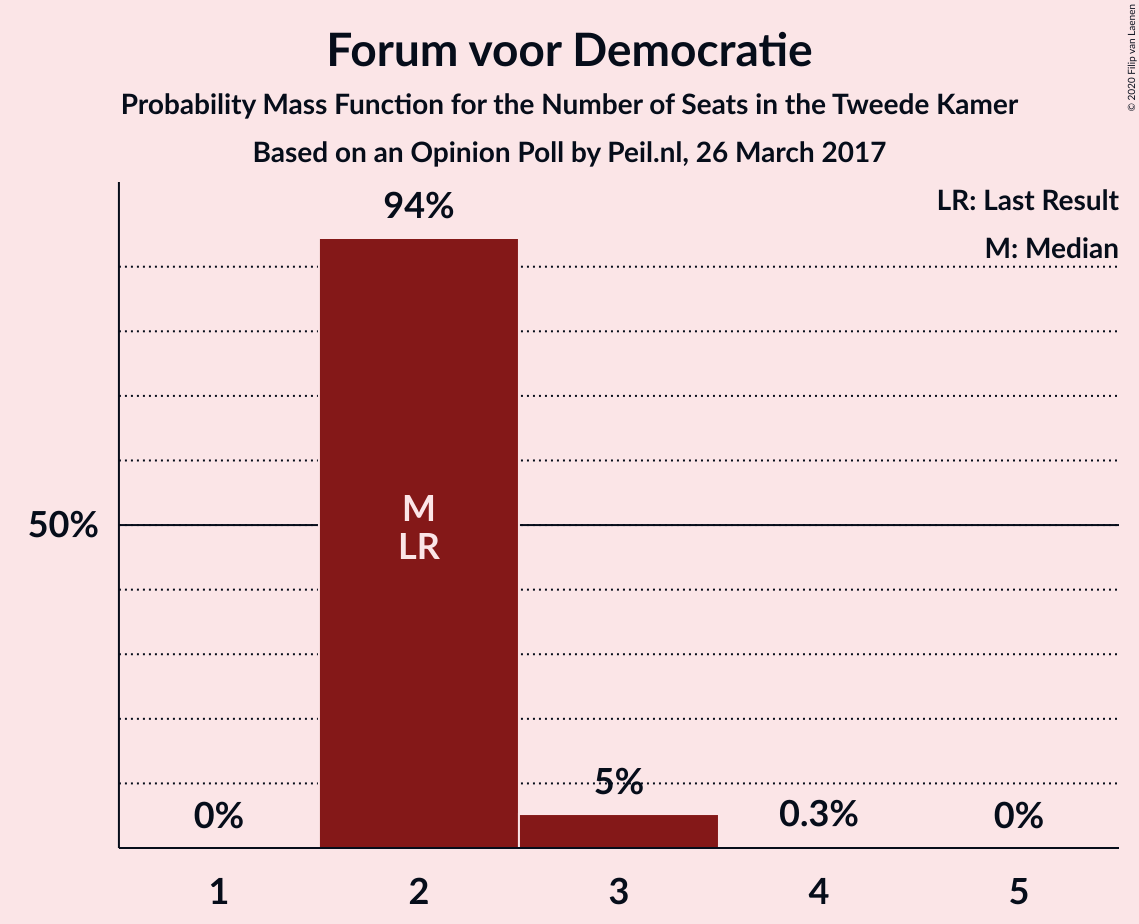 Forum voor Democratie
Probability Mass Function for the Number of Seats in the Tweede Kamer
Based on an Opinion Poll by Peil.nl, 26 March 2017
© 2020 Filip van Laenen
LR: Last Result
M: Median
94%
50%
M
LR
0%
5%
0.3%
0%
1 2 3 4 5